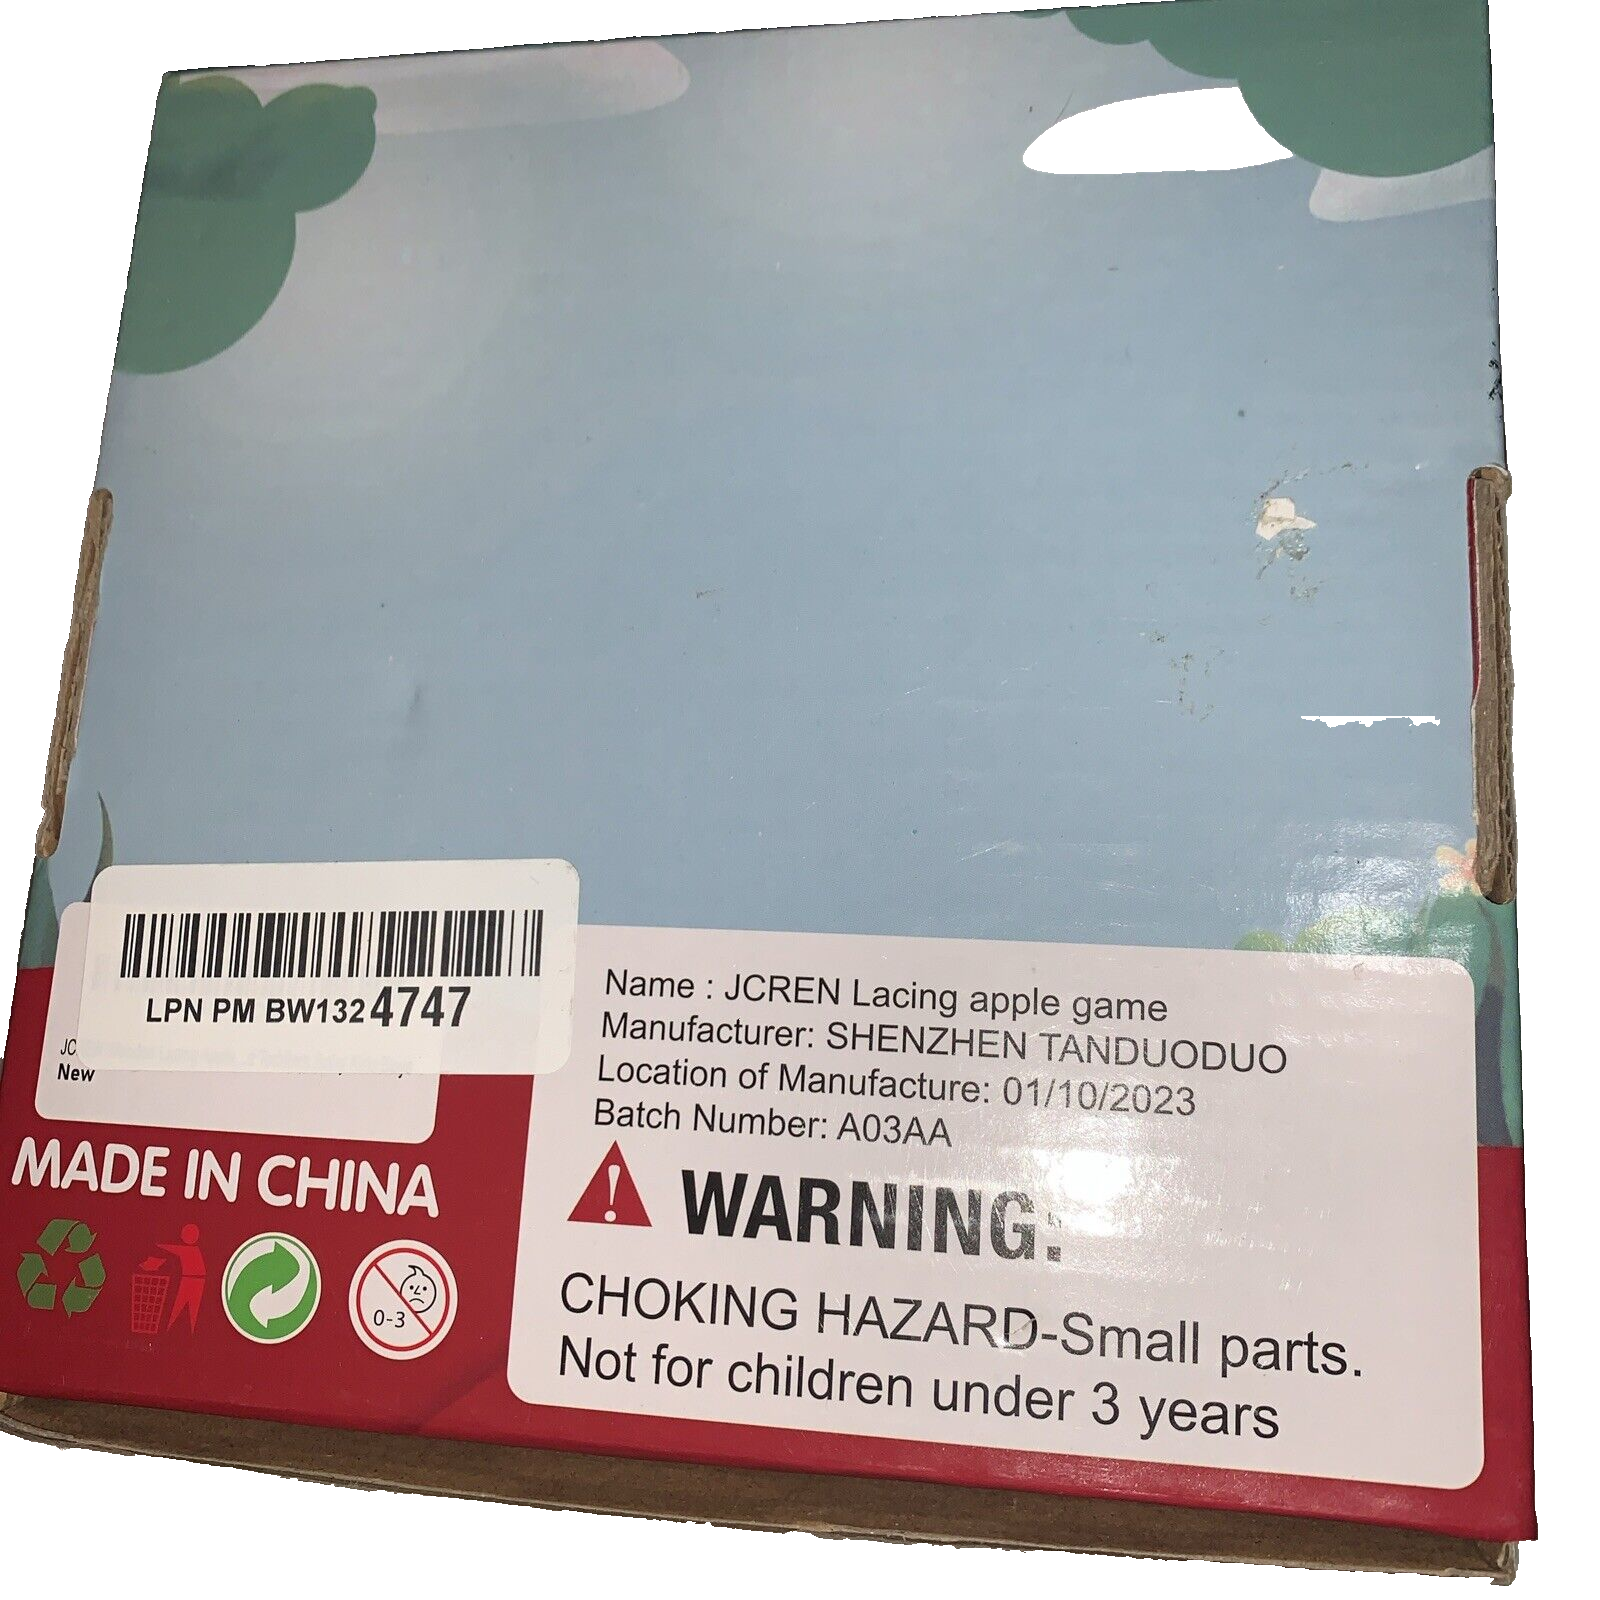 LPN PM BW1324747
JC
New
Name : JCREN Lacing apple game
Manufacturer: SHENZHEN TANDUODUO
Location of Manufacture: 01/10/2023
Batch Number: A03AA
WARNING:
CHOKING HAZARD-Small parts.
Not for children under 3 years
MADE IN CHINA
0-3